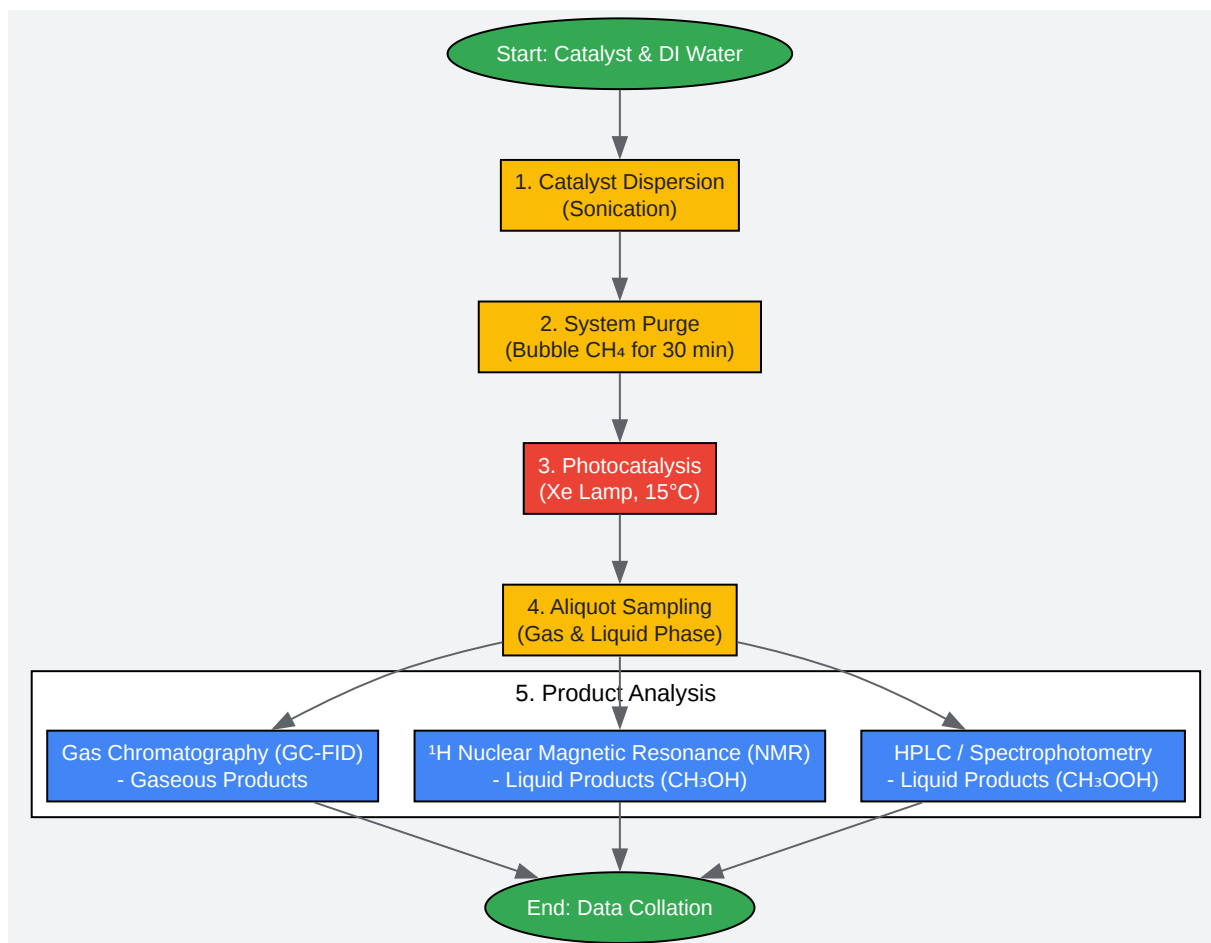 Start: Catalyst & DI Water
1. Catalyst Dispersion
(Sonication)
2. System Purge
(Bubble CH₄ for 30 min)
3. Photocatalysis
(Xe Lamp, 15°C)
4. Aliquot Sampling
(Gas & Liquid Phase)
5. Product Analysis
Gas Chromatography (GC-FID)
- Gaseous Products
¹H Nuclear Magnetic Resonance (NMR)
- Liquid Products (CH₃OH)
HPLC / Spectrophotometry
- Liquid Products (CH₃OOH)
End: Data Collation